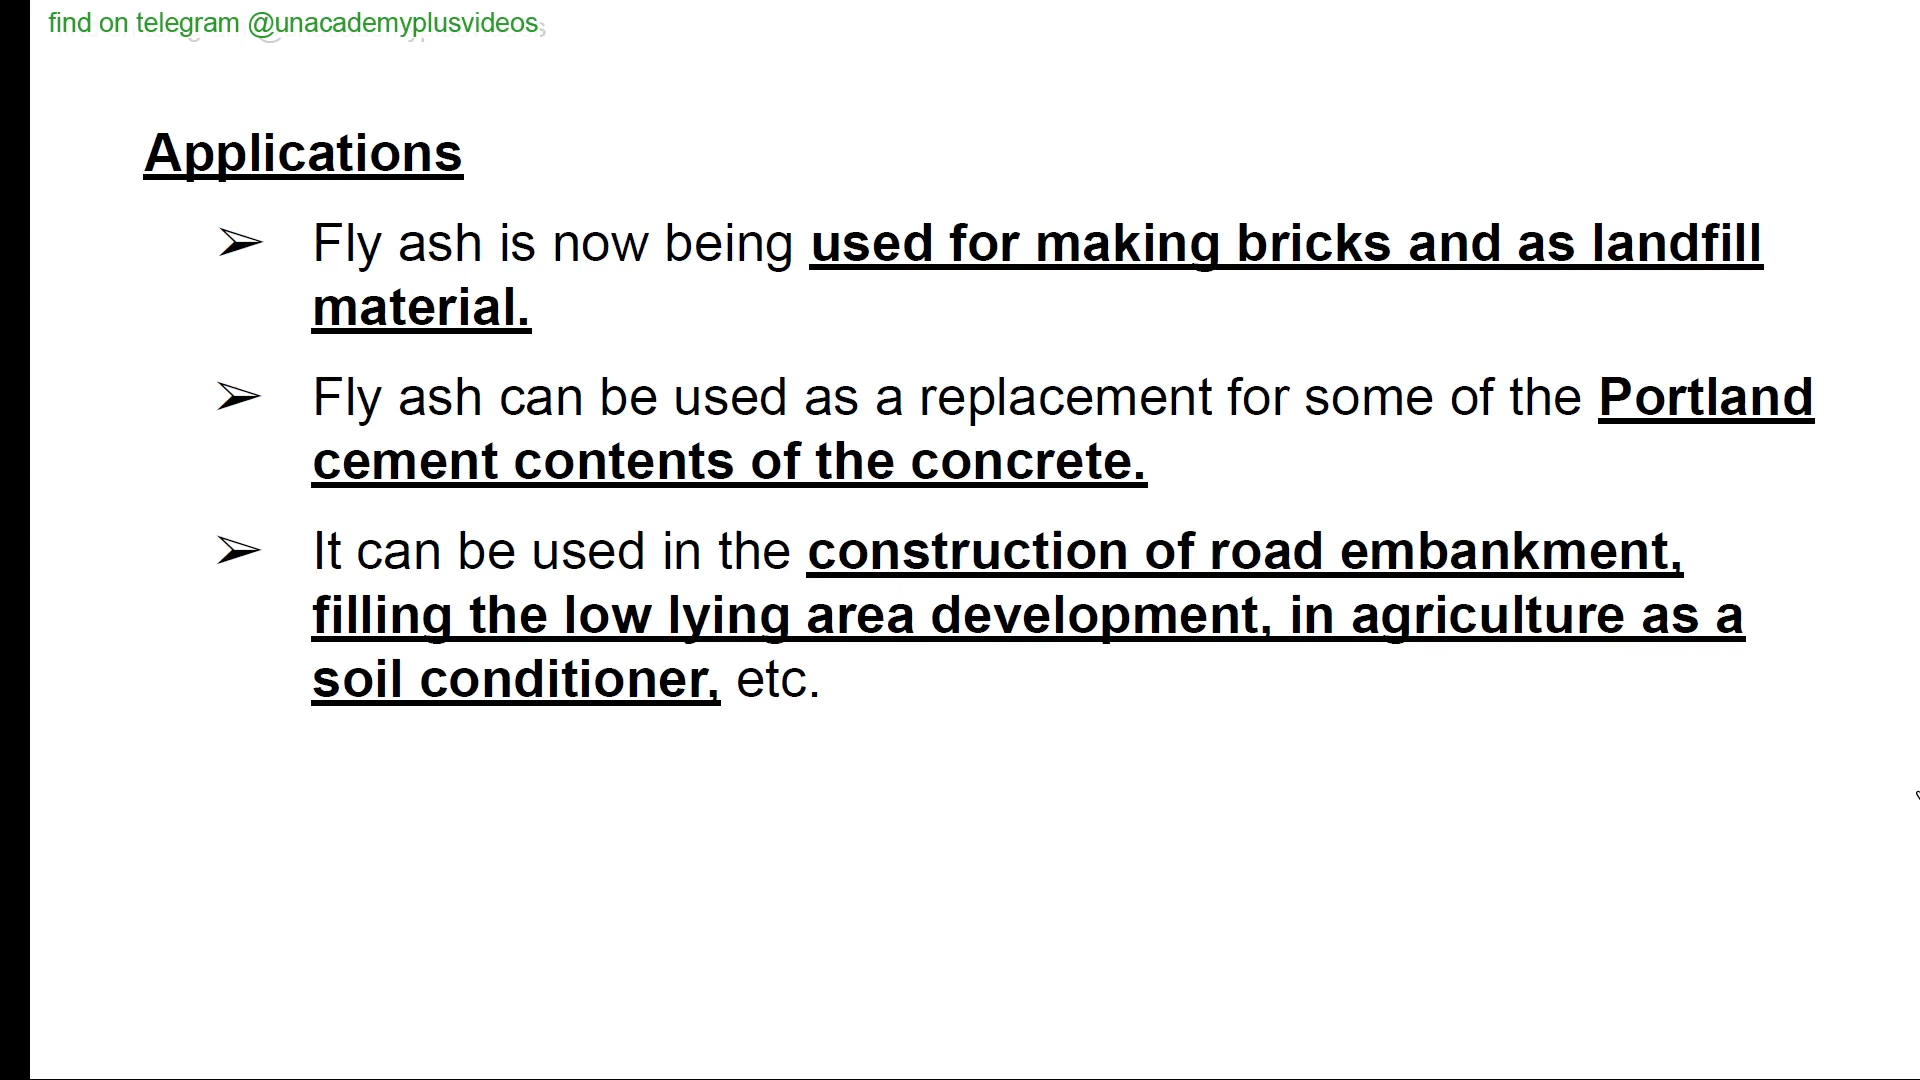 find on telegram @unacademyplusvideos
Applications
➢ Fly ash is now being used for making bricks and as landfill
material.
➢ Fly ash can be used as a replacement for some of the Portland
cement contents of the concrete.
➢ It can be used in the construction of road embankment,
filling the low lying area development, in agriculture as a
soil conditioner, etc.